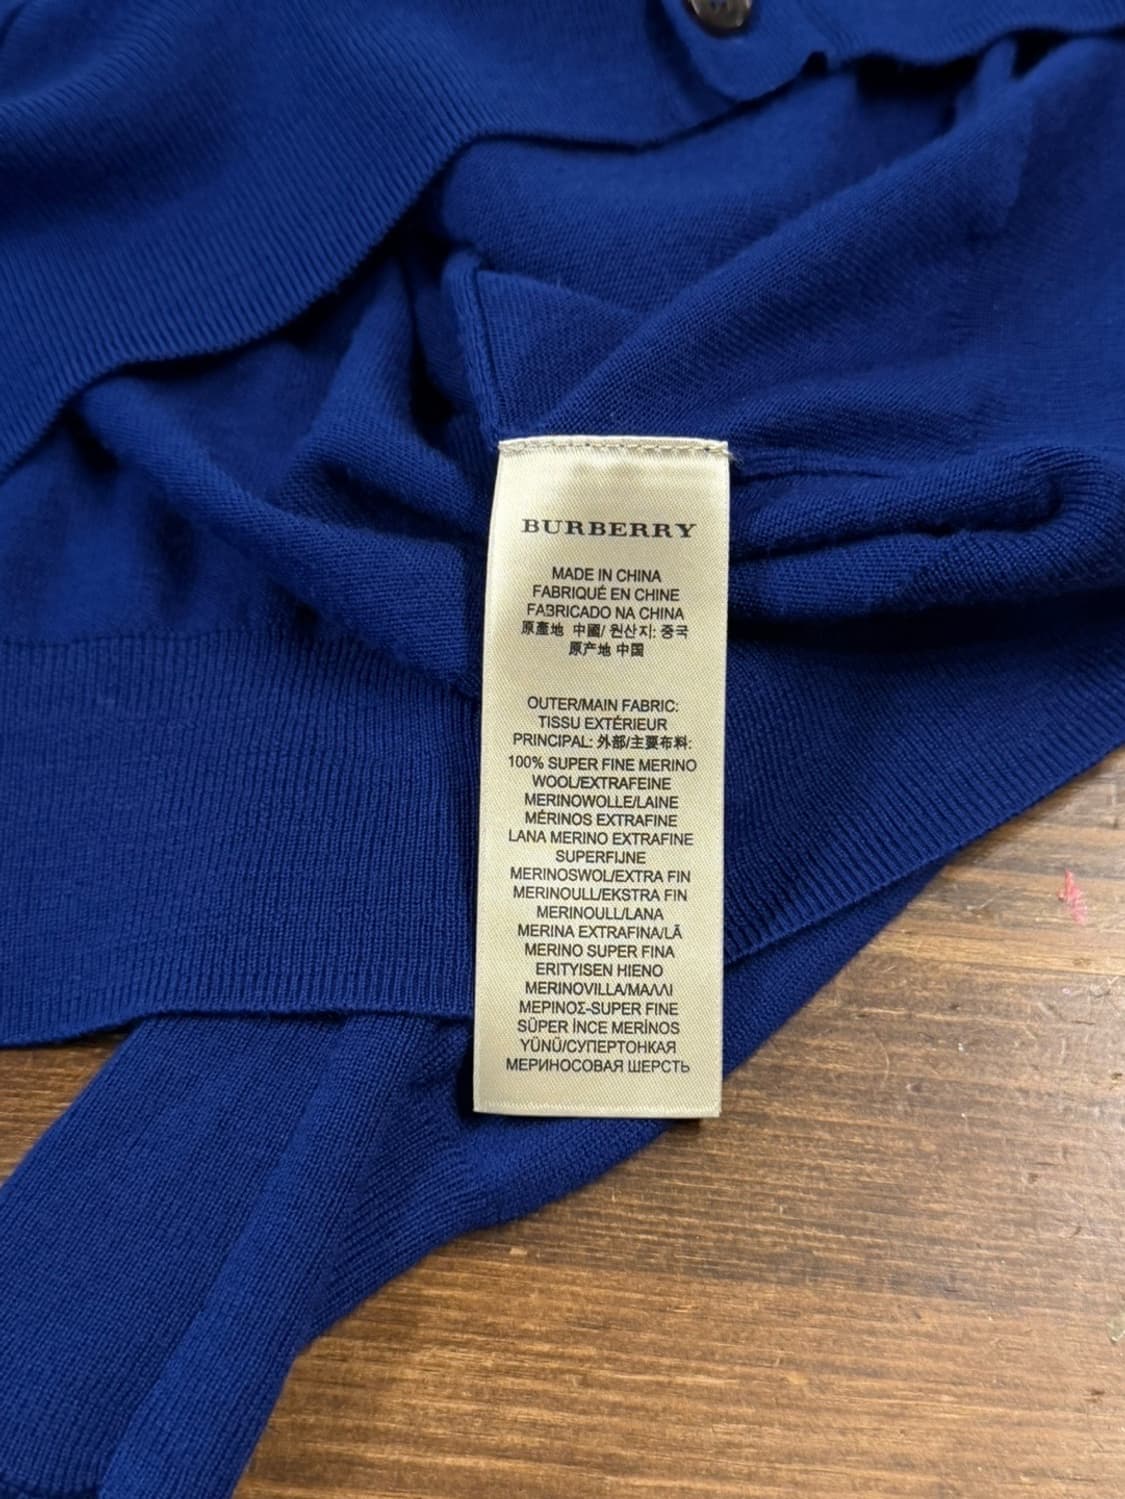 BURBERRY
MADE IN CHINA
FABRIQUÉ EN CHINE
FABRICADO NA CHINA
原產地 中國/ 원산지: 중국
原产地 中国
OUTER/MAIN FABRIC:
TISSU EXTÉRIEUR
PRINCIPAL: 外部/主要布料:
100% SUPER FINE MERINO
WOOL/EXTRAFEINE
MERINOWOLLE/LAINE
MÉRINOS EXTRAFINE
LANA MERINO EXTRAFINE
SUPERFIJNE
MERINOSWOL/EXTRA FIN
MERINOULL/EKSTRA FIN
MERINOULL/LANA
MERINA EXTRAFINA/LÃ
MERINO SUPER FINA
ERITYISEN HIENO
MERINOVILLA/ΜΑΛΛΙ
ΜΕΡΙΝΟΣ-SUPER FINE
SÜPER İNCE MERİNOS
YÜNÜ/СУПЕРТОНКАЯ
МЕРИНОСОВАЯ ШЕРСТЬ